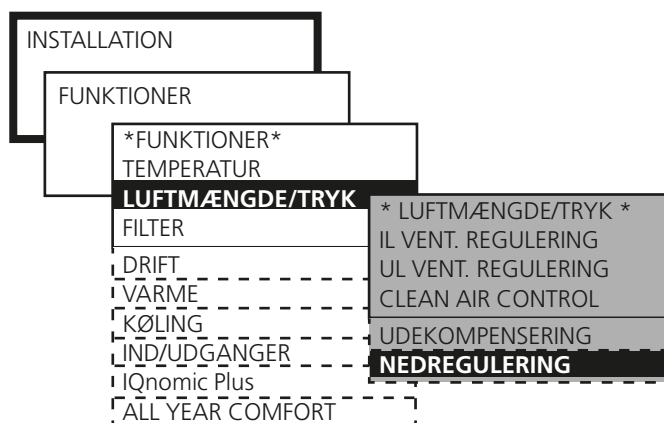 INSTALLATION
FUNKTIONER
*FUNKTIONER*
TEMPERATUR
LUFTMÆNGDE/TRYK
FILTER
DRIFT
VARME
KØLING
IND/UDGANGER
IQnomic Plus
ALL YEAR COMFORT
* LUFTMÆNGDE/TRYK *
IL VENT. REGULERING
UL VENT. REGULERING
CLEAN AIR CONTROL
UDEKOMPENSERING
NEDREGULERING